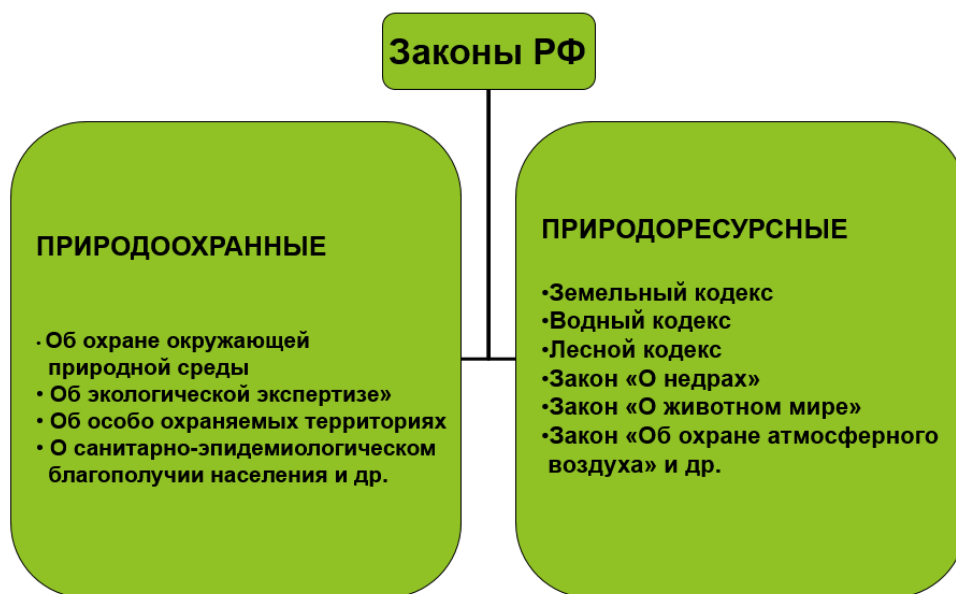 Законы РФ
ПРИРОДООХРАННЫЕ
· Об охране окружающей
природной среды
• Об экологической экспертизе»
• Об особо охраняемых территориях
• О санитарно-эпидемиологическом
благополучии населения и др.
ПРИРОДОРЕСУРСНЫЕ
•Земельный кодекс
•Водный кодекс
•Лесной кодекс
•Закон «О недрах»
•Закон «О животном мире»
•Закон «Об охране атмосферного
воздуха» и др.